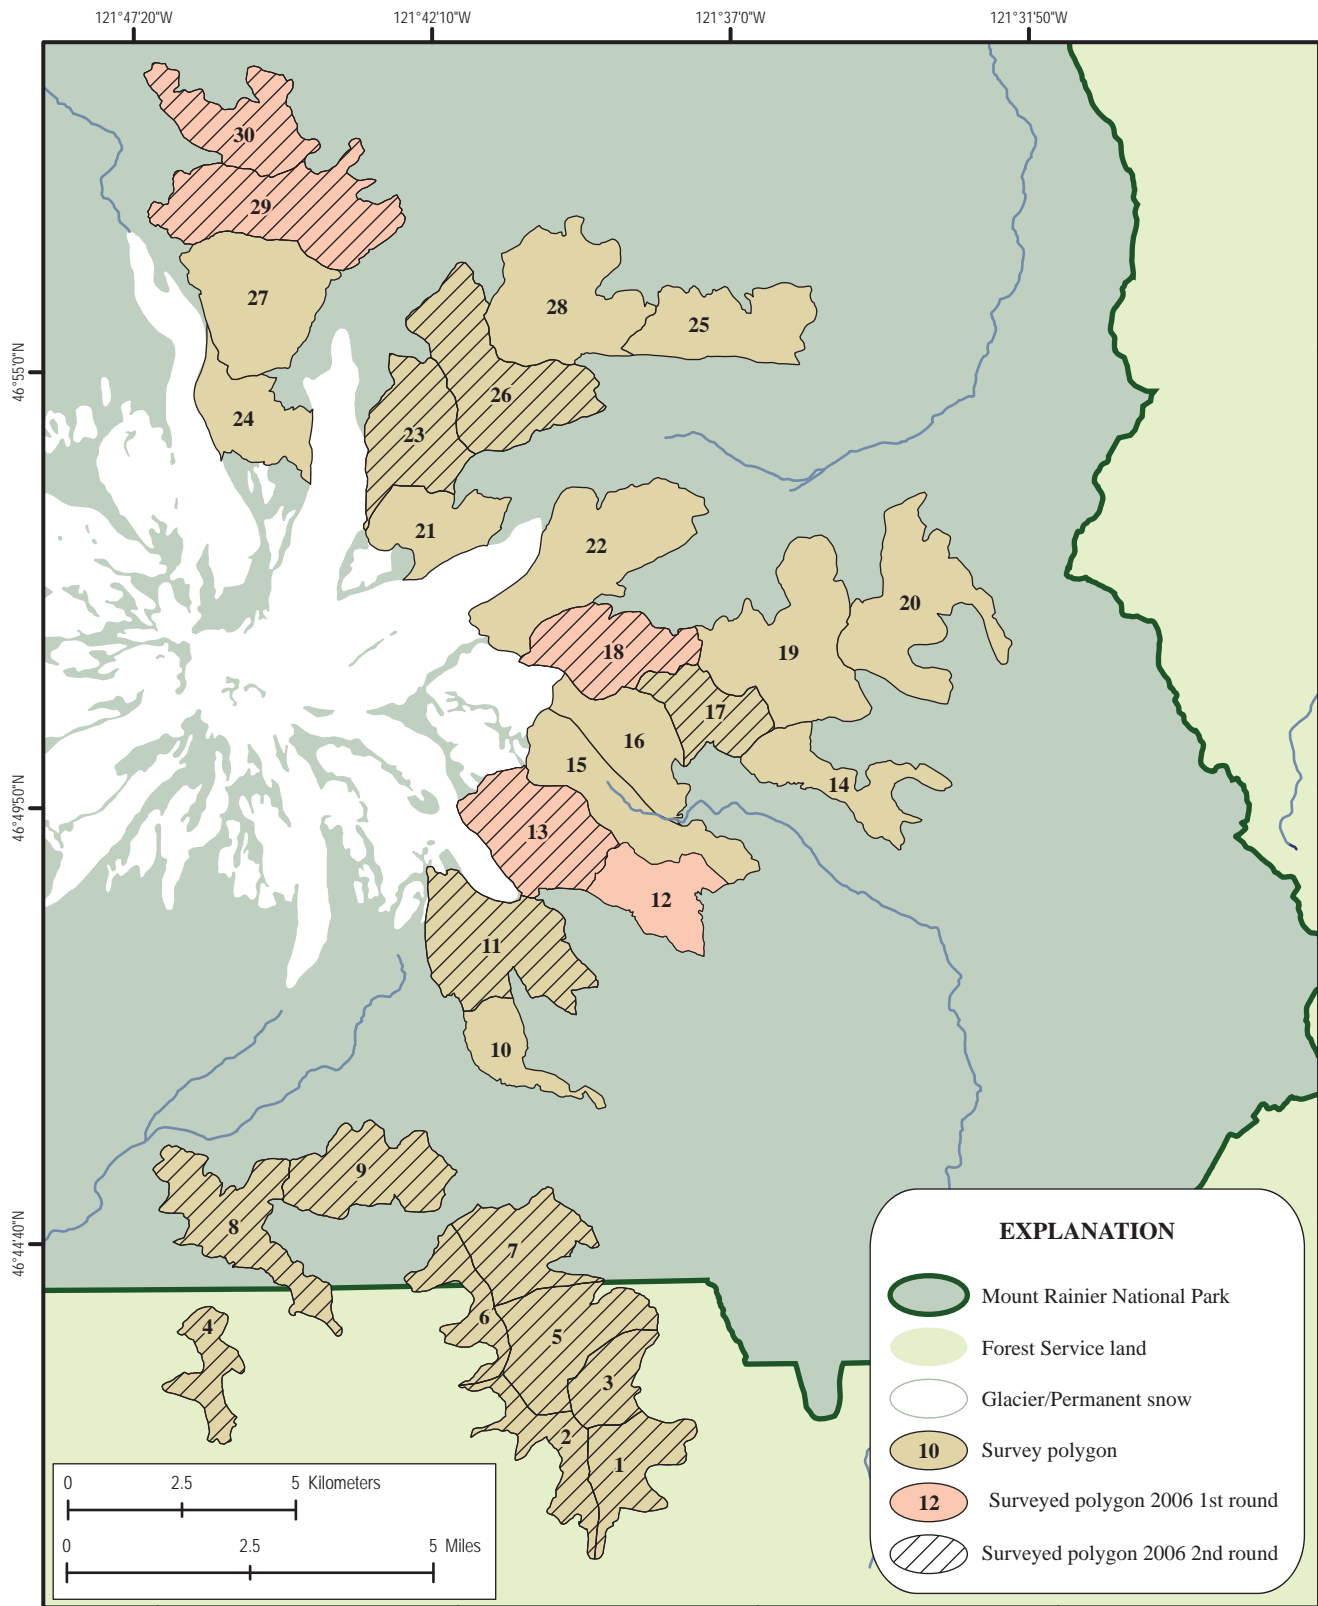 121°47'20"W 121°42'10"W 121°37'0"W 121°31'50"W
30
29
27
28
25
46°55'0"N
26
24
23
21
22
20
18
19
17
16
15
14
46°49'50"N
13
12
11
10
9
8
7
46°44'40"N
6
4
5
3
2
1
EXPLANATION
Mount Rainier National Park
Forest Service land
Glacier/Permanent snow
10 Survey polygon
12 Surveyed polygon 2006 1st round
Surveyed polygon 2006 2nd round
0 2.5 5 Kilometers
0 2.5 5 Miles